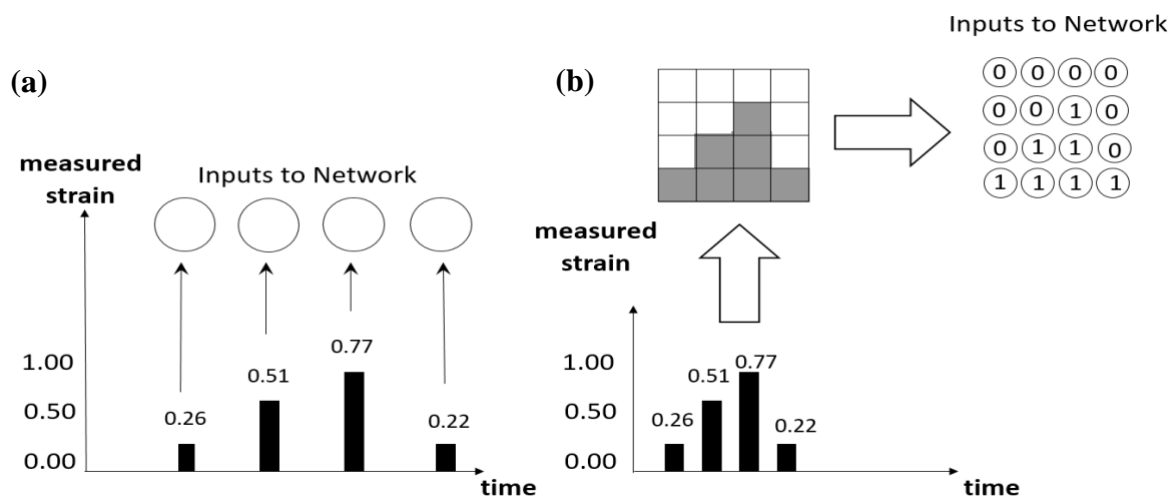 (a)
measured
strain
Inputs to Network
1.00
0.50
0.00
0.26
0.51
0.77
0.22
time
(b)
Inputs to Network
0 0 0 0
0 0 1 0
0 1 1 0
1 1 1 1
measured
strain
1.00
0.50
0.00
0.26
0.51
0.77
0.22
time